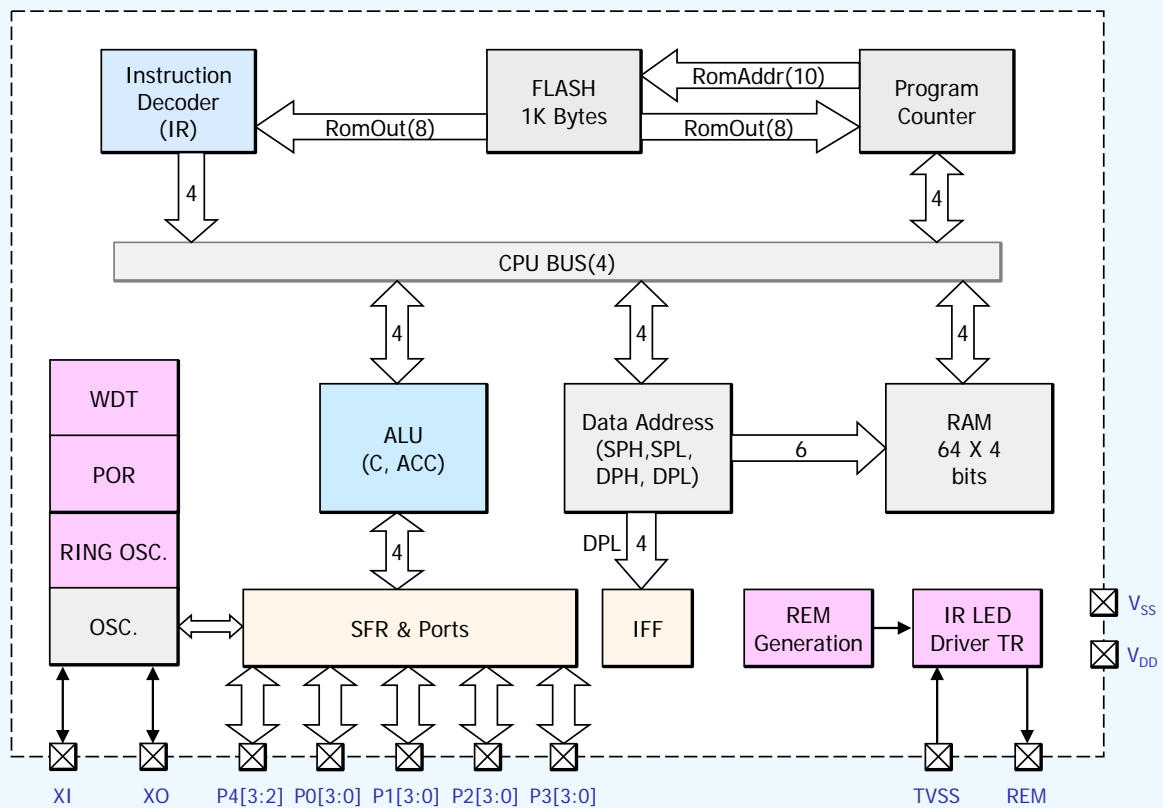 Instruction
Decoder
(IR)
RomOut(8)
FLASH
1K Bytes
RomAddr(10)
RomOut(8)
Program
Counter
4
4
CPU BUS(4)
4
4
4
WDT
POR
RING OSC.
OSC.
ALU
(C, ACC)
Data Address
(SPH,SPL,
DPH, DPL)
6
RAM
64 X 4
bits
4
DPL 4
SFR & Ports
IFF
REM
Generation
IR LED
Driver TR
VSS
VDD
XI XO P4[3:2] P0[3:0] P1[3:0] P2[3:0] P3[3:0] TVSS REM